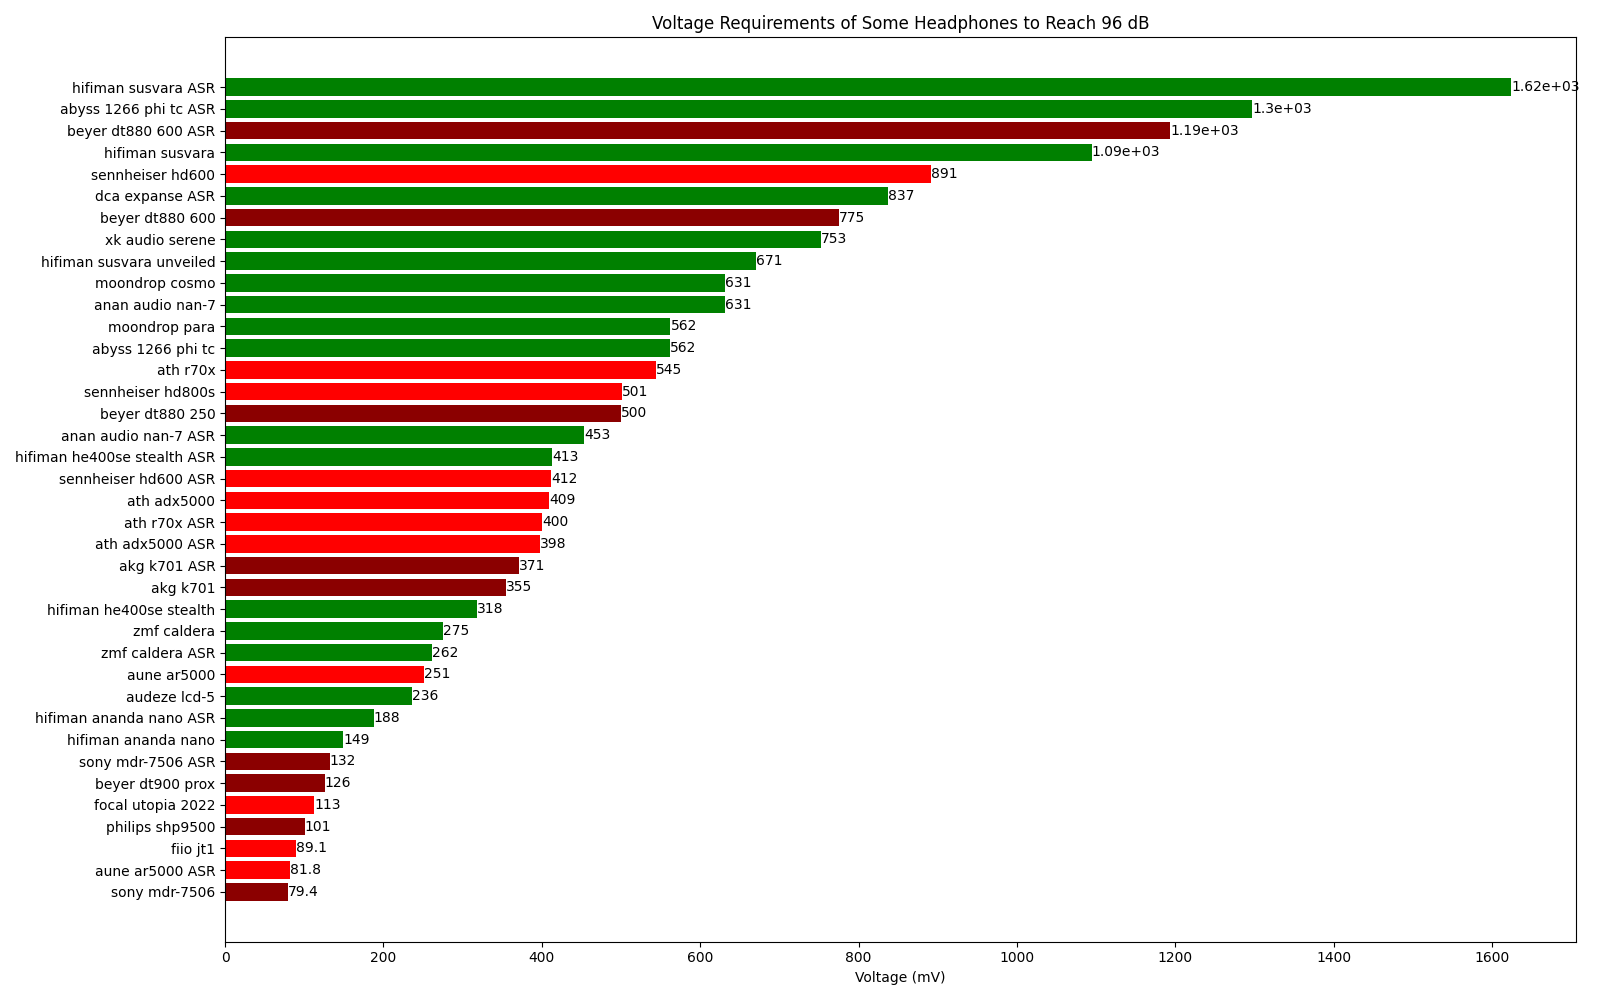 Voltage Requirements of Some Headphones to Reach 96 dB
hifiman susvara ASR 1.62e+03
abyss 1266 phi tc ASR 1.3e+03
beyer dt880 600 ASR 1.19e+03
hifiman susvara 1.09e+03
sennheiser hd600 891
dca expanse ASR 837
beyer dt880 600 775
xk audio serene 753
hifiman susvara unveiled 671
moondrop cosmo 631
anan audio nan-7 631
moondrop para 562
abyss 1266 phi tc 562
ath r70x 545
sennheiser hd800s 501
beyer dt880 250 500
anan audio nan-7 ASR 453
hifiman he400se stealth ASR 413
sennheiser hd600 ASR 412
ath adx5000 409
ath r70x ASR 400
ath adx5000 ASR 398
akg k701 ASR 371
akg k701 355
hifiman he400se stealth 318
zmf caldera 275
zmf caldera ASR 262
aune ar5000 251
audeze lcd-5 236
hifiman ananda nano ASR 188
hifiman ananda nano 149
sony mdr-7506 ASR 132
beyer dt900 prox 126
focal utopia 2022 113
philips shp9500 101
fiio jt1 89.1
aune ar5000 ASR 81.8
sony mdr-7506 79.4
0 200 400 600 800 1000 1200 1400 1600
Voltage (mV)